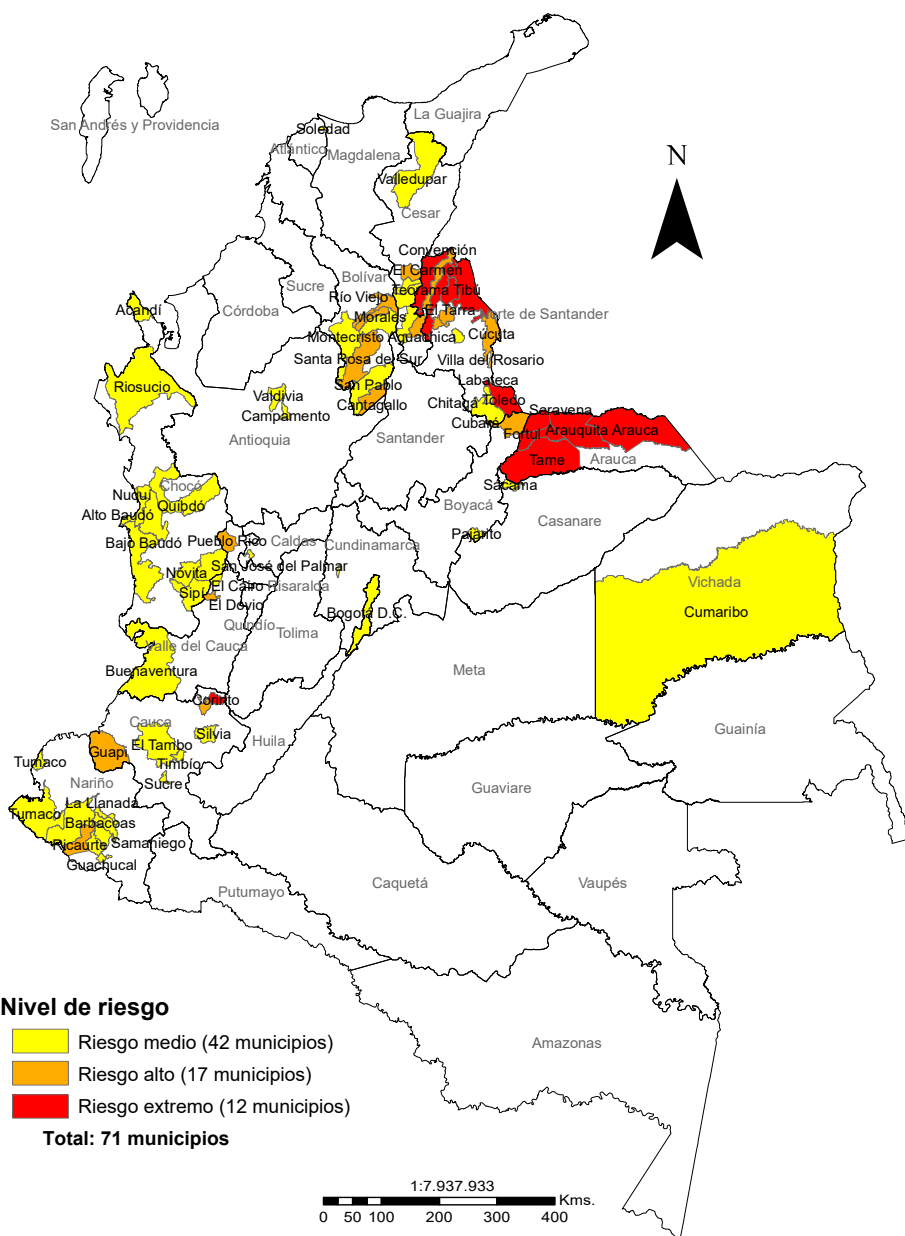 La Guajira
San Andrés y Providencia
Soledad
Atlántico
Magdalena
N
Valledupar
Cesar
Convención
El Carmen
Bolívar
Sucre
Teorama Tibú
Río Viejo
Córdoba
Acandí
Morales
El Tarra
Norte de Santander
Cúcuta
Montecristo Aguachica
Santa Rosa del Sur
Villa del Rosario
Riosucio
San Pablo
Labateca
Valdivia
Toledo
Cantagallo
Chitagá
Campamento
Saravena
Cubará
Arauquita Arauca
Antioquia
Santander
Fortul
Tame
Arauca
Sácama
Chocó
Nuquí
Quibdó
Boyacá
Alto Baudó
Casanare
Pajarito
Bajo Baudó
Pueblo Rico
Caldas
Cundinamarca
San José del Palmar
Nóvita
El Cairo
Risaralda
Sipí
Vichada
El Dovio
Bogotá D.C.
Cumaribo
Quindío
Tolima
Valle del Cauca
Buenaventura
Meta
Corinto
Cauca
Guainía
Silvia
El Tambo
Huila
Guapi
Tumaco
Timbío
Nariño
Sucre
Guaviare
La Llanada
Tumaco
Barbacoas
Ricaurte
Samaniego
Guachucal
Caquetá
Vaupés
Putumayo
Nivel de riesgo
Riesgo medio (42 municipios)
Amazonas
Riesgo alto (17 municipios)
Riesgo extremo (12 municipios)
Total: 71 municipios
1:7.937.933
Kms.
0 50 100 200 300 400